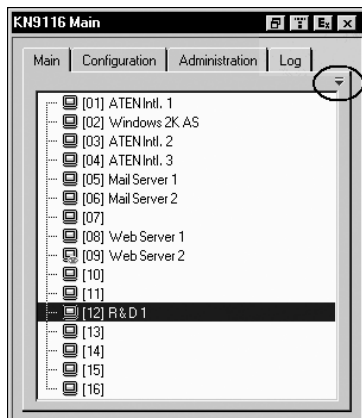 KN9116 Main
Ex
Main Configuration Administration Log
[01] ATEN Intl. 1
[02] Windows 2K AS
[03] ATEN Intl. 2
[04] ATEN Intl. 3
[05] Mail Server 1
[06] Mail Server 2
[07]
[08] Web Server 1
[09] Web Server 2
[10]
[11]
[12] R & D 1
[13]
[14]
[15]
[16]